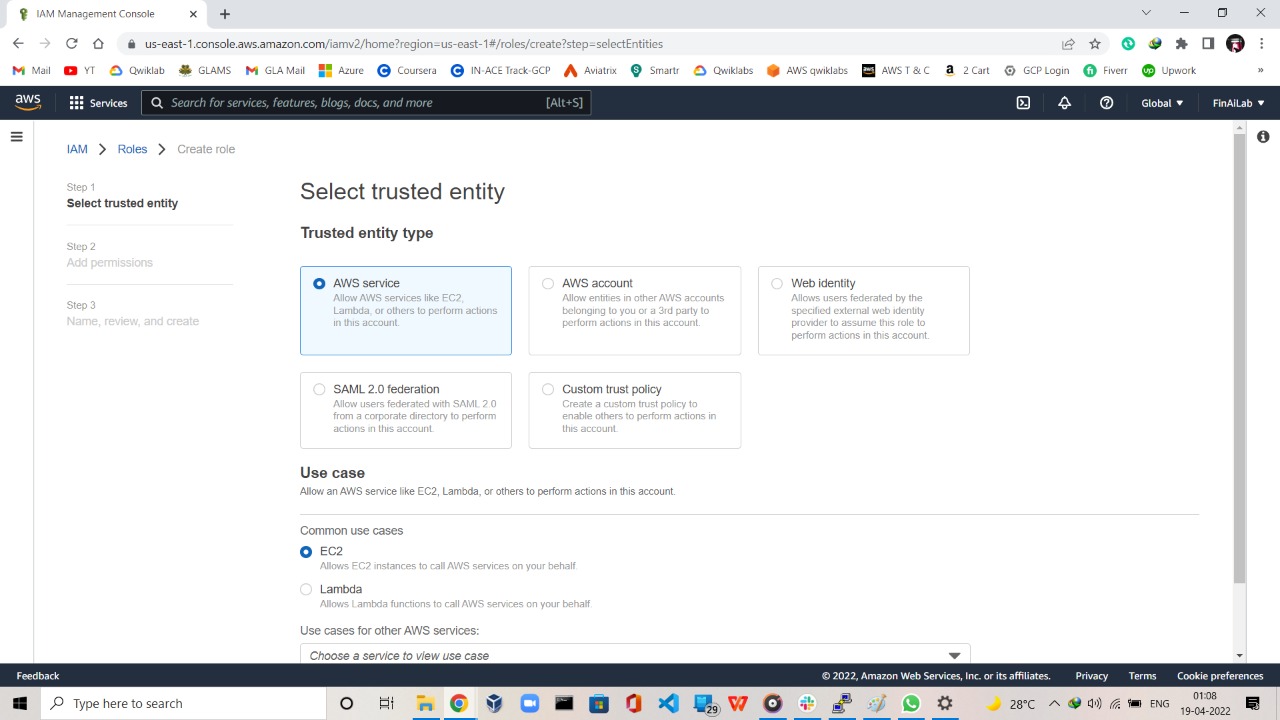 IAM Management Console
us-east-1.console.aws.amazon.com/iamv2/home?region=us-east-1#/roles/create?step=selectEntities
Mail YT Qwiklab GLAMS GLA Mail Azure Coursera IN-ACE Track-GCP Aviatrix Smartr Qwiklabs AWS qwiklabs AWS T & C 2 Cart GCP Login Fiverr Upwork »
aws Services Search for services, features, blogs, docs, and more [Alt+S] Global FinAiLab
IAM Roles Create role
Step 1
Select trusted entity
Step 2
Add permissions
Step 3
Name, review, and create
Select trusted entity
Trusted entity type
AWS service
Allow AWS services like EC2,
Lambda, or others to perform actions
in this account.
AWS account
Allow entities in other AWS accounts
belonging to you or a 3rd party to
perform actions in this account.
Web identity
Allows users federated by the
specified external web identity
provider to assume this role to
perform actions in this account.
SAML 2.0 federation
Allow users federated with SAML 2.0
from a corporate directory to perform
actions in this account.
Custom trust policy
Create a custom trust policy to
enable others to perform actions in
this account.
Use case
Allow an AWS service like EC2, Lambda, or others to perform actions in this account.
Common use cases
EC2
Allows EC2 instances to call AWS services on your behalf.
Lambda
Allows Lambda functions to call AWS services on your behalf.
Use cases for other AWS services:
Choose a service to view use case
Feedback © 2022, Amazon Web Services, Inc. or its affiliates. Privacy Terms Cookie preferences
Type here to search 29 28°C ENG 01:08
19-04-2022